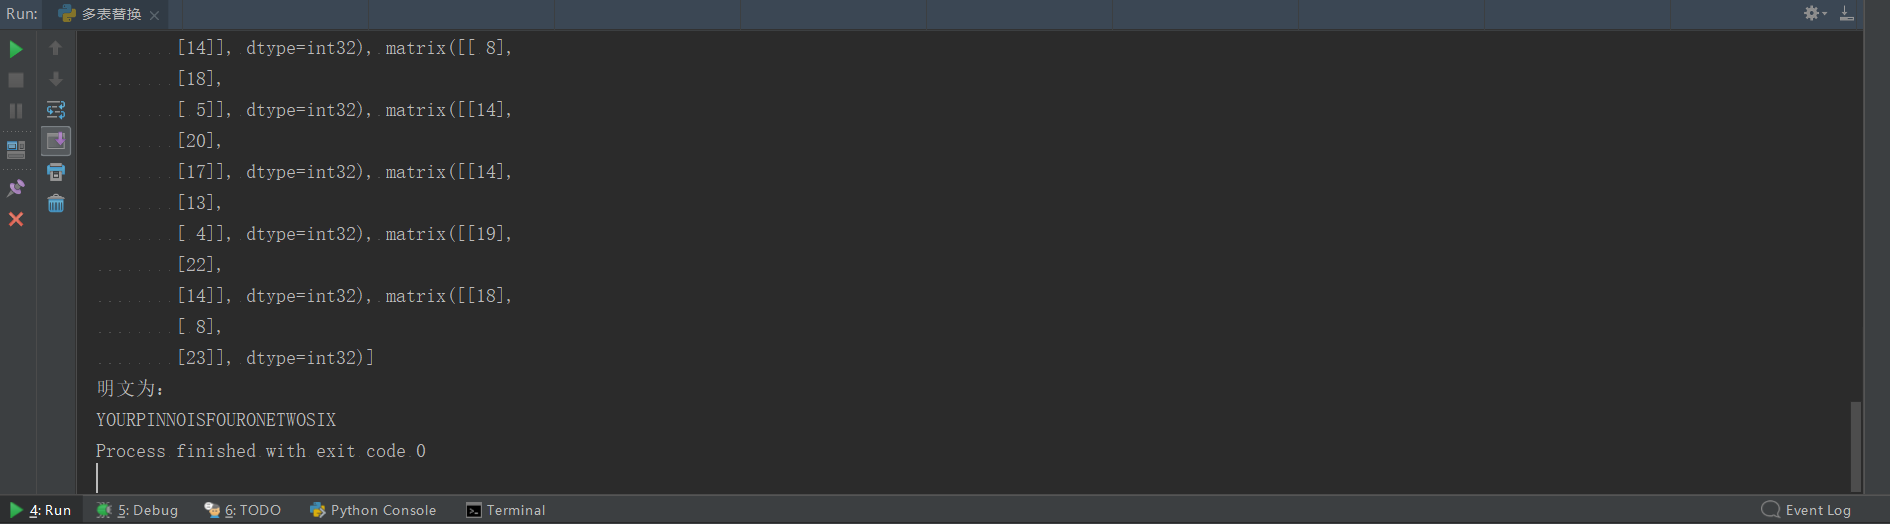 Run: 多表替换
[14]], dtype=int32), matrix([[ 8],
[18],
[ 5]], dtype=int32), matrix([[14],
[20],
[17]], dtype=int32), matrix([[14],
[13],
[ 4]], dtype=int32), matrix([[19],
[22],
[14]], dtype=int32), matrix([[18],
[ 8],
[23]], dtype=int32)]
明文为:
YOURPINNOISFOURONETWOSIX
Process finished with exit code 0
4: Run 5: Debug 6: TODO Python Console Terminal Event Log